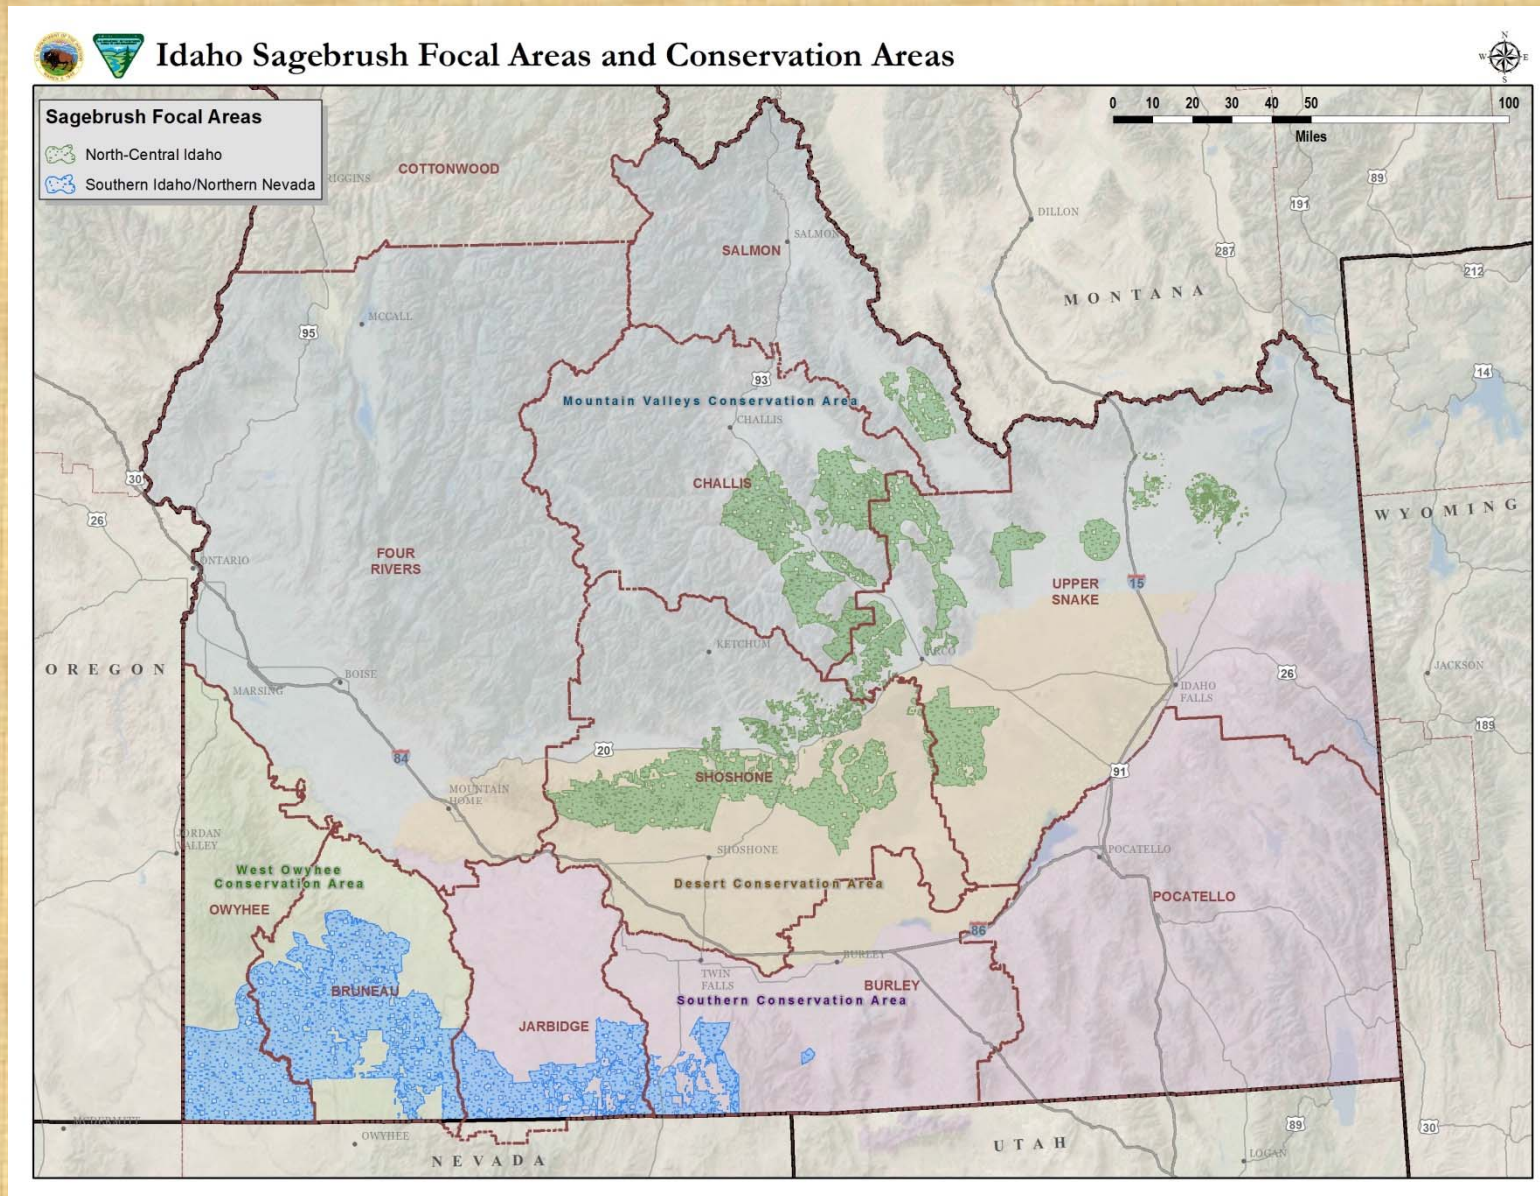 Idaho Sagebrush Focal Areas and Conservation Areas
N
W E
S
Sagebrush Focal Areas
North-Central Idaho
Southern Idaho/Northern Nevada
0 10 20 30 40 50 100
Miles
COTTONWOOD
RIGGINS
89
191
DILLON
SALMON
SALMON
287
212
MONTANA
MCCALL
95
14
93
Mountain Valleys Conservation Area
CHALLIS
30
CHALLIS
26
WYOMING
FOUR
RIVERS
ONTARIO
UPPER
SNAKE
15
KETCHUM
ARCO
OREGON
JACKSON
26
BOISE
MARSING
IDAHO
FALLS
189
20
84
91
SHOSHONE
MOUNTAIN
HOME
JORDAN
VALLEY
SHOSHONE
POCATELLO
West Owyhee
Conservation Area
Desert Conservation Area
OWYHEE
POCATELLO
86
BURLEY
TWIN
FALLS
BRUNEAU
BURLEY
Southern Conservation Area
JARBIDGE
MCDERMITT
89
30
OWYHEE
UTAH
NEVADA
LOGAN